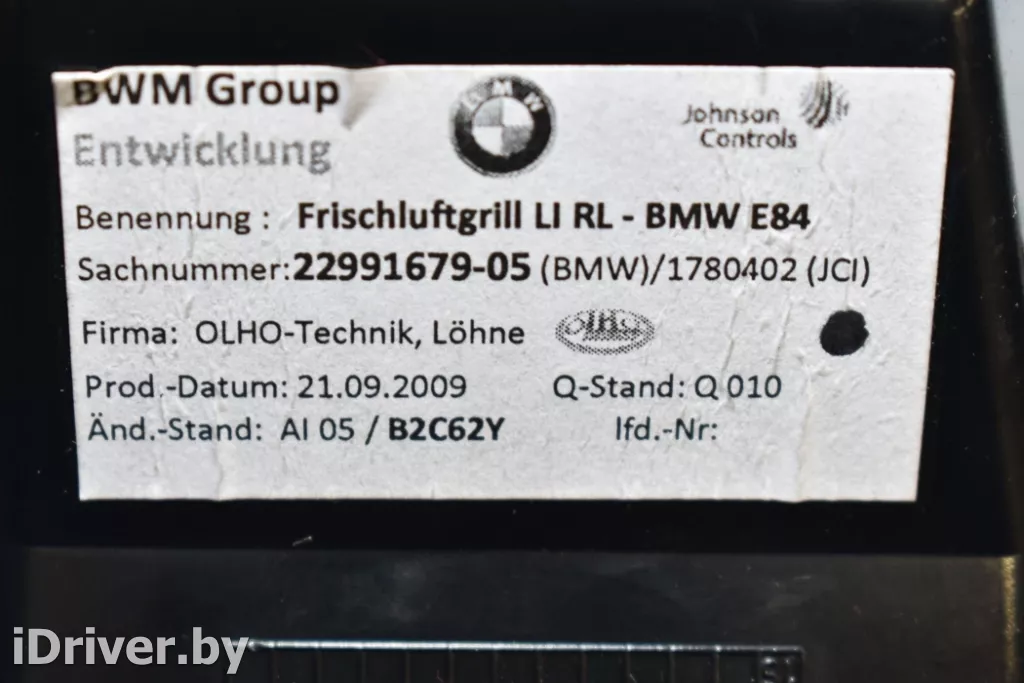 BWM Group
BMW
Johnson
Controls
Entwicklung
Benennung : Frischluftgrill LI RL - BMW E84
Sachnummer:22991679-05 (BMW)/1780402 (JCI)
Firma: OLHO-Technik, Löhne
Prod.-Datum: 21.09.2009 Q-Stand: Q 010
Änd.-Stand: AI 05 / B2C62Y lfd.-Nr:
iDriver.by